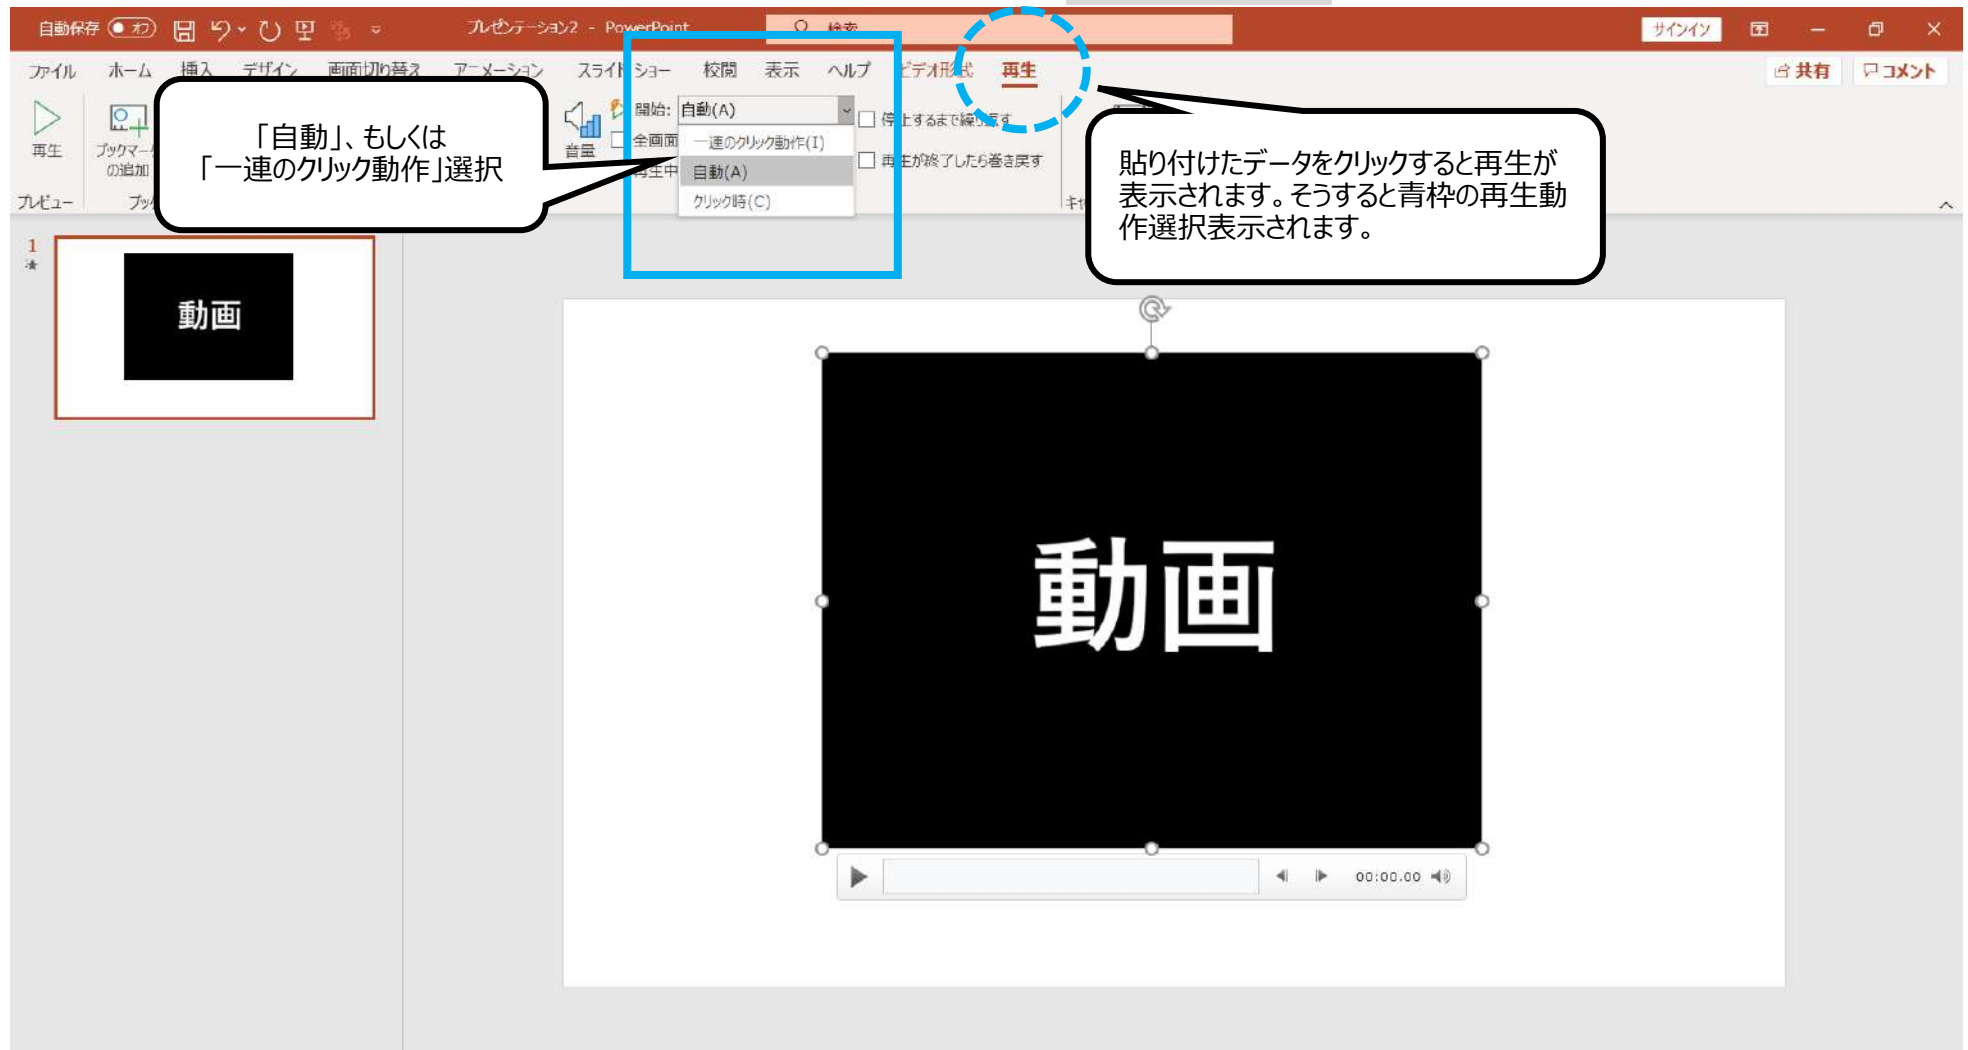 自動保存 オフ
プレゼンテーション2 - PowerPoint
検索
サインイン
ファイル ホーム 挿入 デザイン 画面切り替え アニメーション スライド ショー 校閲 表示 ヘルプ ビデオ形式 再生
共有 コメント
再生
プレビュー
ブックマーク
の追加
「自動」、もしくは
「一連のクリック動作」選択
音量
開始: 自動(A)
全画面
再生中
一連のクリック動作(I)
自動(A)
クリック時(C)
停止するまで繰り返す
再生が終了したら巻き戻す
貼り付けたデータをクリックすると再生が
表示されます。そうすると青枠の再生動
作選択表示されます。
1
動画
動画
00:00.00